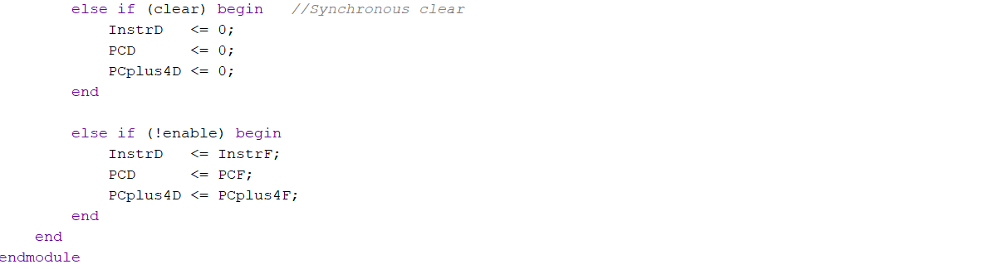 else if (clear) begin   //Synchronous clear
InstrD   <= 0;
PCD      <= 0;
PCplus4D <= 0;
end
else if (!enable) begin
InstrD   <= InstrF;
PCD      <= PCF;
PCplus4D <= PCplus4F;
end
end
endmodule